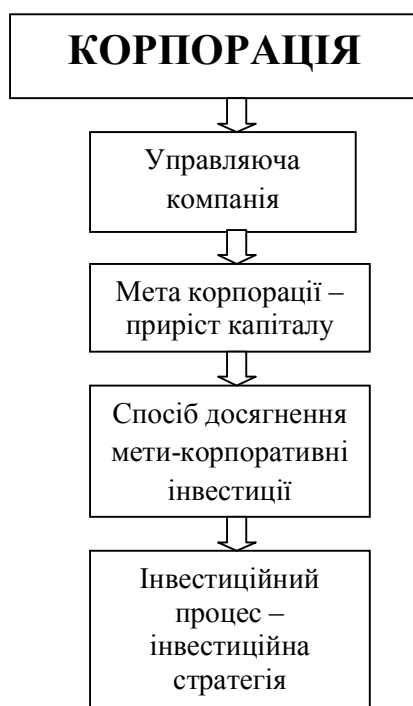 КОРПОРАЦІЯ
Управляюча
компанія
Мета корпорації –
приріст капіталу
Спосіб досягнення
мети-корпоративні
інвестиції
Інвестиційний
процес –
інвестиційна
стратегія